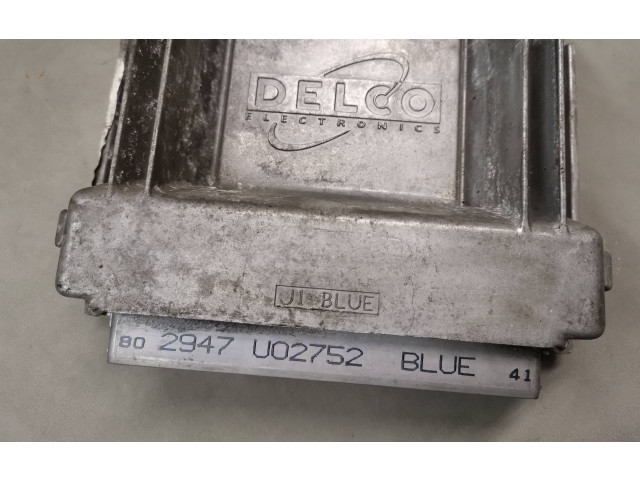 DELCO
ELECTRONICS
J1 BLUE
80 2947 U02752 BLUE 41